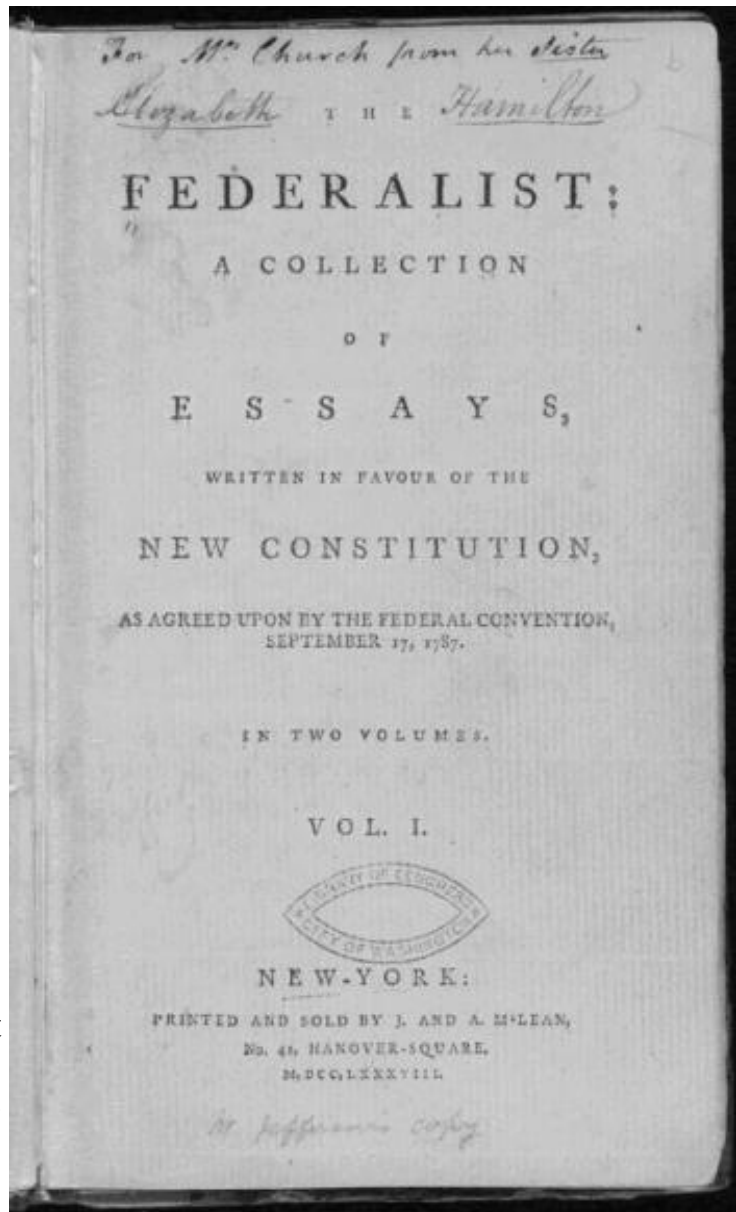 For Mrs Church from her Sister
Elizabeth Hamilton
THE
FEDERALIST:
A COLLECTION
OF
ESSAYS,
WRITTEN IN FAVOUR OF THE
NEW CONSTITUTION,
AS AGREED UPON BY THE FEDERAL CONVENTION,
SEPTEMBER 17, 1787.
IN TWO VOLUMES.
VOL. I.
LIBRARY OF CONGRESS
CITY OF WASHINGTON
NEW-YORK:
PRINTED AND SOLD BY J. AND A. McLEAN,
No. 41, HANOVER-SQUARE.
M,DCC,LXXXVIII.
Mr Jefferson's copy